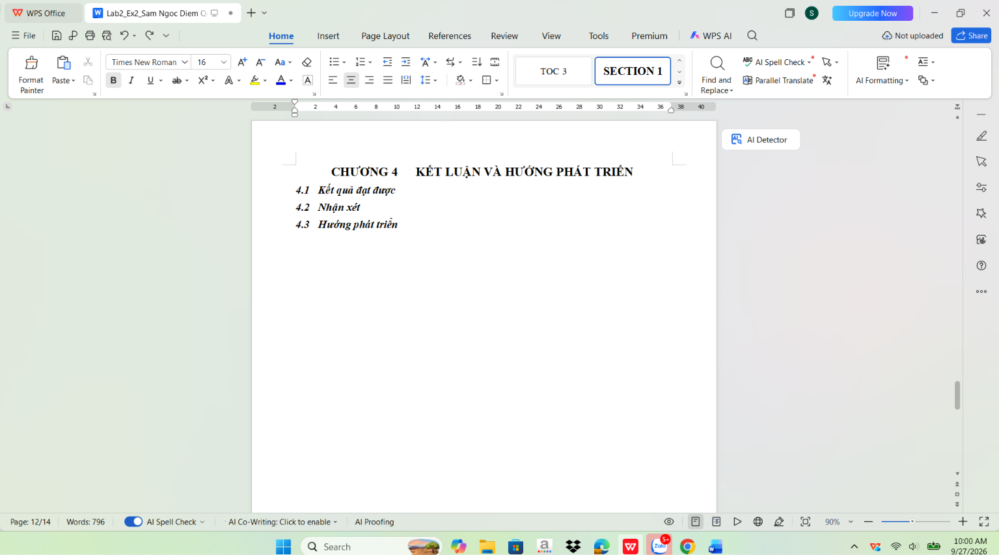 WPS Office
Lab2_Ex2_Sam Ngoc Diem Q
S
Upgrade Now
File
Home
Insert
Page Layout
References
Review
View
Tools
Premium
WPS AI
Not uploaded
Share
Format Painter
Paste
Times New Roman
16
TOC 3
SECTION 1
Find and Replace
AI Spell Check
Parallel Translate
AI Formatting
2 2 4 6 8 10 12 14 16 18 20 22 24 26 28 30 32 34 36 38 40
AI Detector
CHƯƠNG 4 KẾT LUẬN VÀ HƯỚNG PHÁT TRIỂN
4.1 Kết quả đạt được
4.2 Nhận xét
4.3 Hướng phát triển
Page: 12/14
Words: 796
AI Spell Check
AI Co-Writing: Click to enable
AI Proofing
90%
Search
Zalo
5+
10:00 AM
9/27/2026